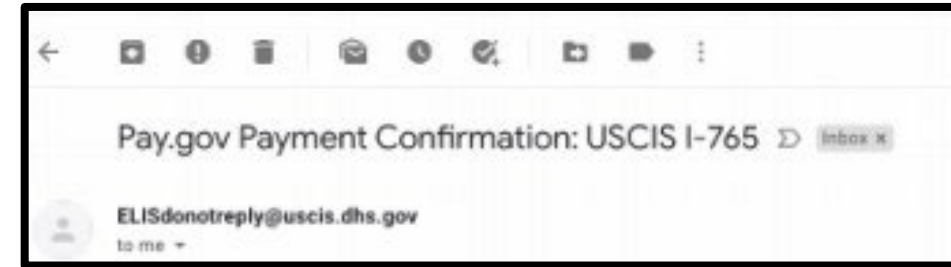 Pay.gov Payment Confirmation: USCIS I-765 Inbox x
ELISdonotreply@uscis.dhs.gov
to me